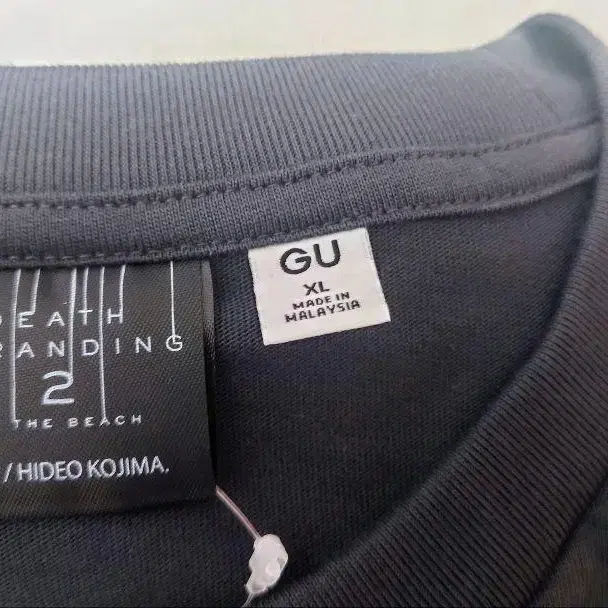 EATH
RANDING
2
THE BEACH
/ HIDEO KOJIMA.
GU
XL
MADE IN
MALAYSIA